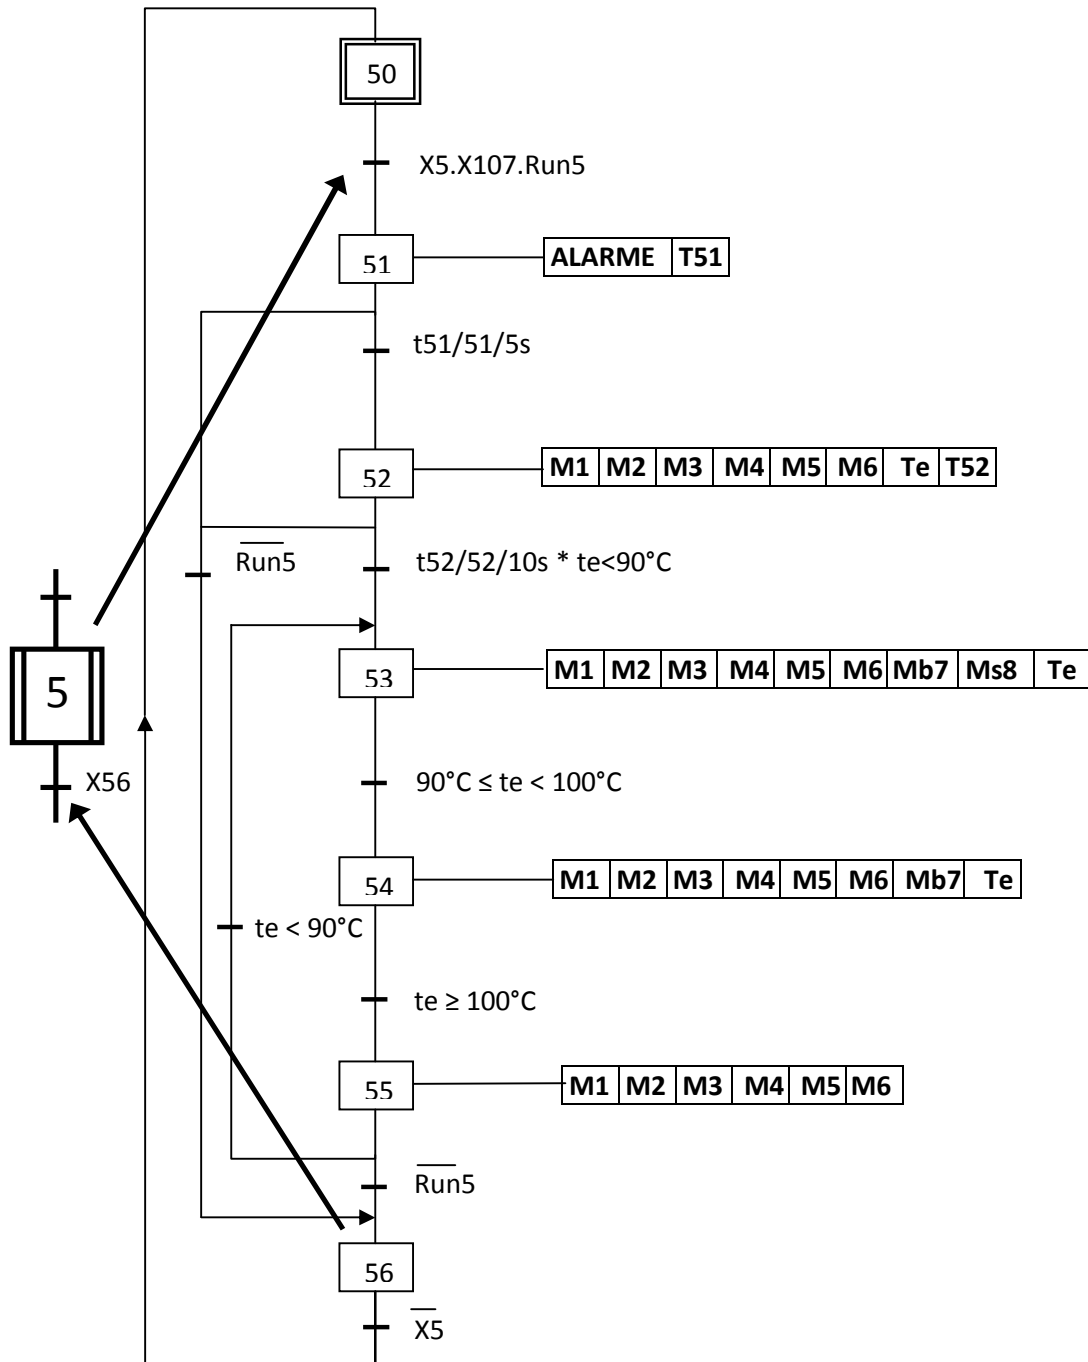 50
X5.X107.Run5
51
ALARME T51
t51/51/5s
52
M1 M2 M3 M4 M5 M6 Te T52
Run5
t52/52/10s * te<90°C
53
M1 M2 M3 M4 M5 M6 Mb7 Ms8 Te
5
X56
90°C ≤ te < 100°C
54
M1 M2 M3 M4 M5 M6 Mb7 Te
te < 90°C
te ≥ 100°C
55
M1 M2 M3 M4 M5 M6
Run5
56
X5